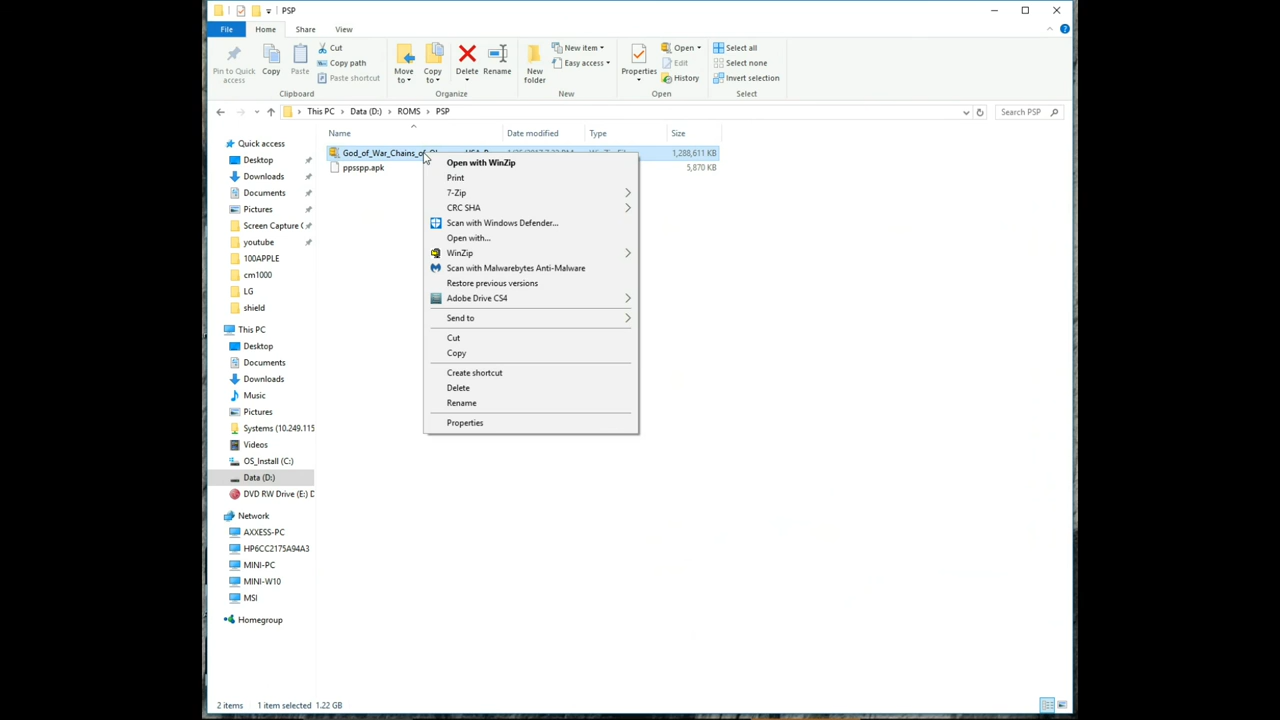 PSP
File Home Share View
Pin to Quick access
Copy
Paste
Cut
Copy path
Paste shortcut
Clipboard
Move to
Copy to
Delete
Rename
Organize
New folder
New item
Easy access
New
Properties
Open
Edit
History
Open
Select all
Select none
Invert selection
Select
This PC > Data (D:) > ROMS > PSP
Search PSP
Name Date modified Type Size
God_of_War_Chains_of 1,288,611 KB
ppsspp.apk 5,870 KB
Quick access
Desktop
Downloads
Documents
Pictures
Screen Capture
youtube
100APPLE
cm1000
LG
shield
This PC
Desktop
Documents
Downloads
Music
Pictures
Systems (10.249.115
Videos
OS_Install (C:)
Data (D:)
DVD RW Drive (E:) D
Network
AXXESS-PC
HP6CC2175A94A3
MINI-PC
MINI-W10
MSI
Homegroup
Open with WinZip
Print
7-Zip
CRC SHA
Scan with Windows Defender...
Open with...
WinZip
Scan with Malwarebytes Anti-Malware
Restore previous versions
Adobe Drive CS4
Send to
Cut
Copy
Create shortcut
Delete
Rename
Properties
2 items 1 item selected 1.22 GB